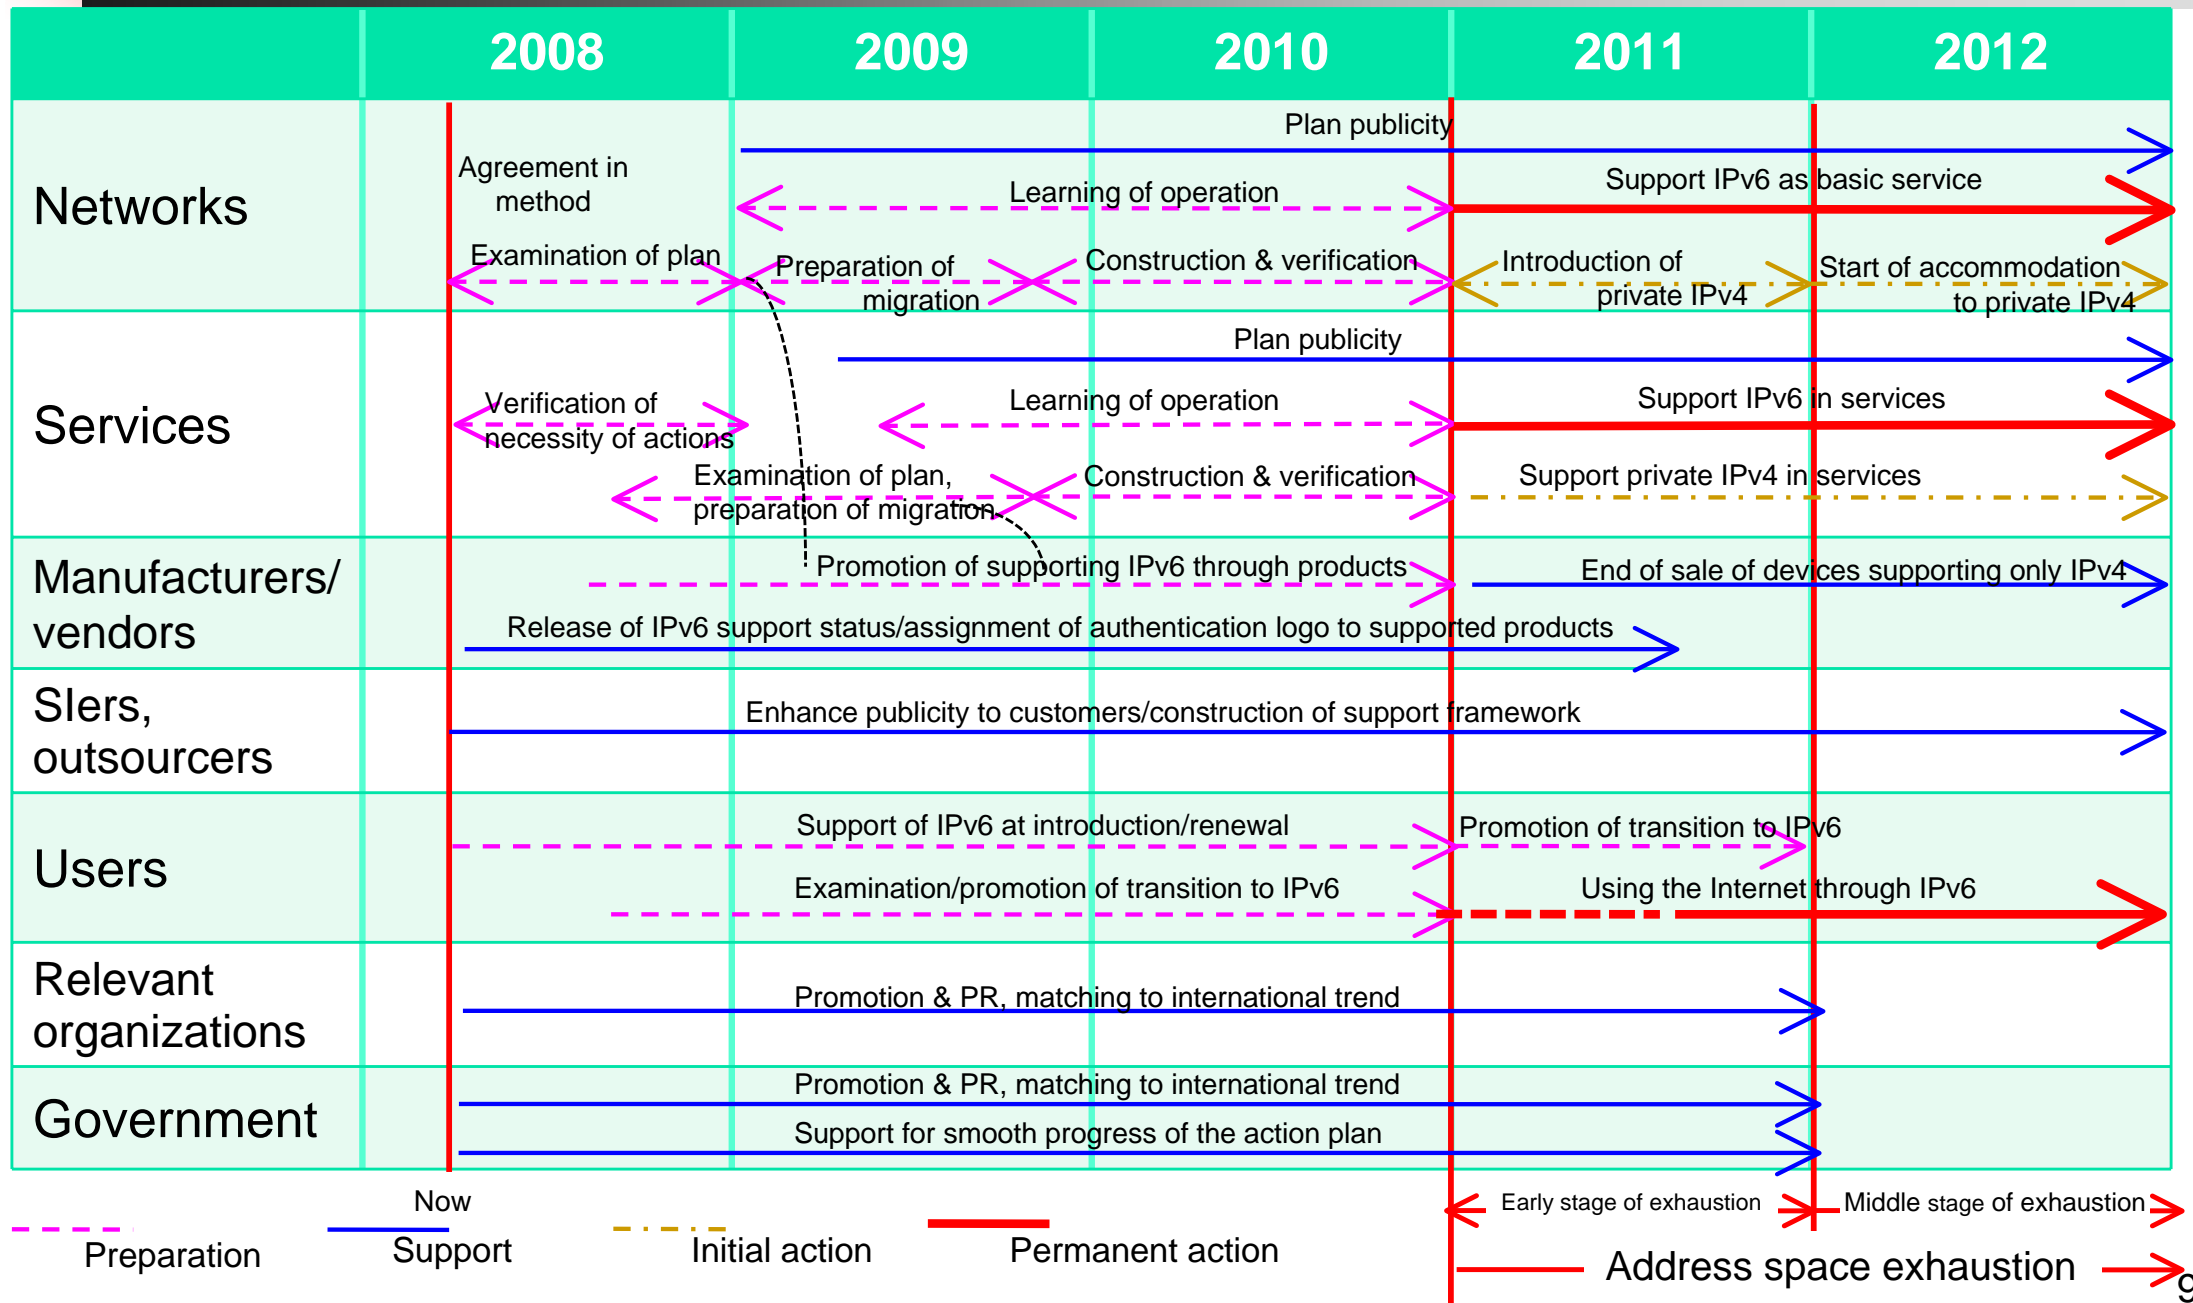 2008 2009 2010 2011 2012
Networks
Plan publicity
Agreement in
method
Learning of operation
Support IPv6 as basic service
Examination of plan
Preparation of
migration
Construction & verification
Introduction of
private IPv4
Start of accommodation
to private IPv4
Services
Plan publicity
Verification of
necessity of actions
Learning of operation
Support IPv6 in services
Examination of plan,
preparation of migration
Construction & verification
Support private IPv4 in services
Manufacturers/
vendors
Promotion of supporting IPv6 through products
End of sale of devices supporting only IPv4
Release of IPv6 support status/assignment of authentication logo to supported products
SIers,
outsourcers
Enhance publicity to customers/construction of support framework
Users
Support of IPv6 at introduction/renewal
Promotion of transition to IPv6
Examination/promotion of transition to IPv6
Using the Internet through IPv6
Relevant
organizations
Promotion & PR, matching to international trend
Government
Promotion & PR, matching to international trend
Support for smooth progress of the action plan
Now
Early stage of exhaustion
Middle stage of exhaustion
Preparation
Support
Initial action
Permanent action
Address space exhaustion
9